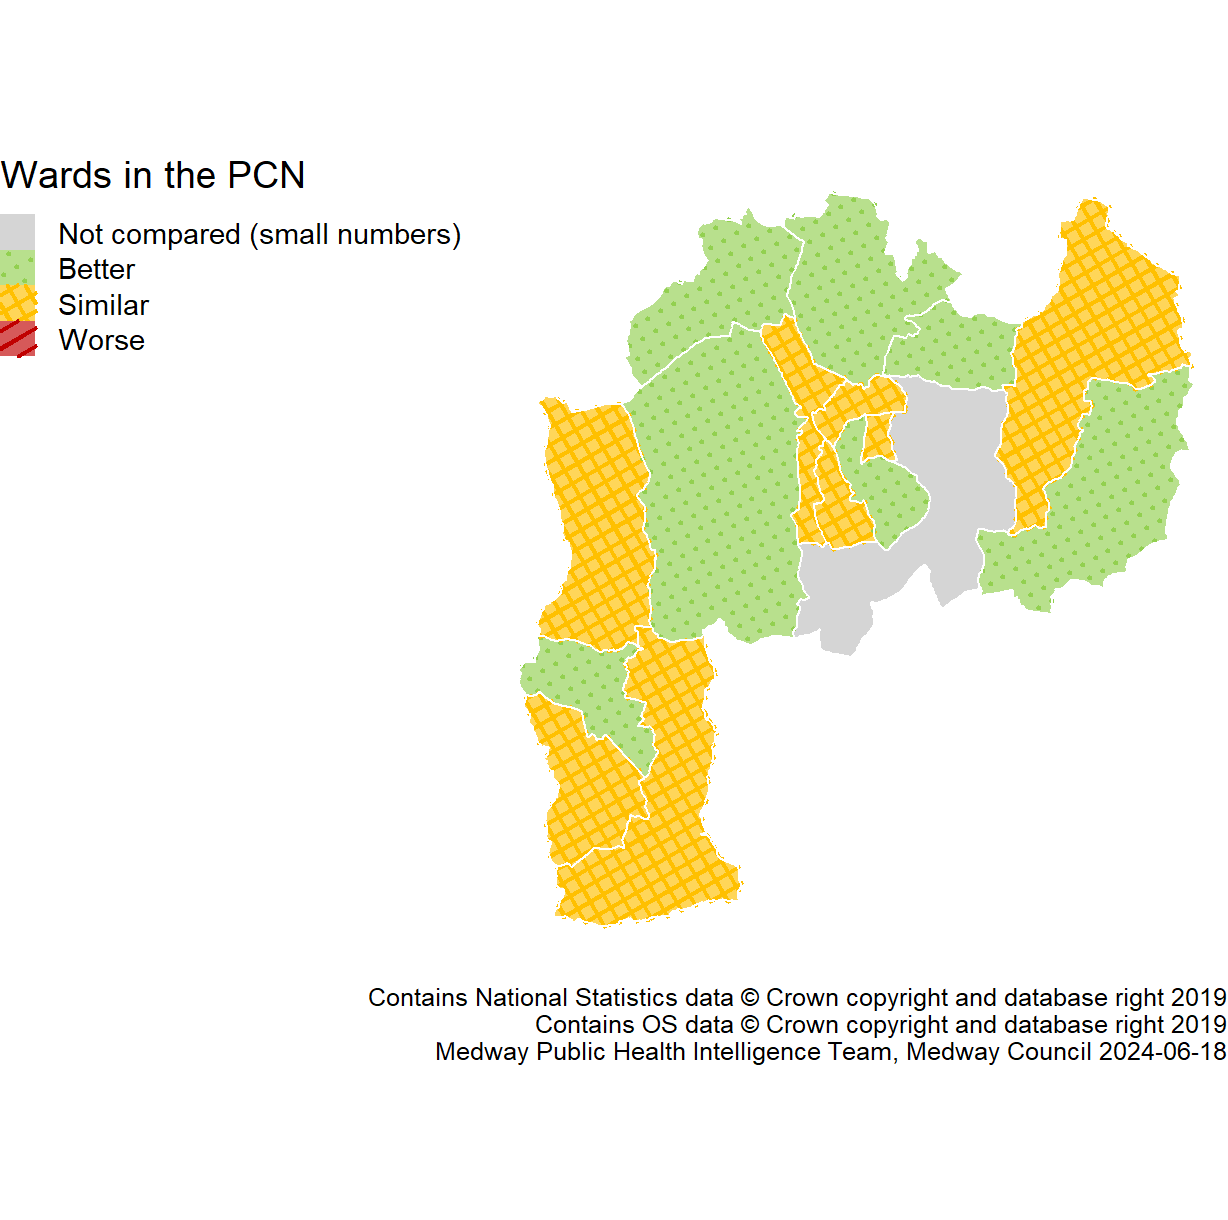 Wards in the PCN
Not compared (small numbers)
Better
Similar
Worse
Contains National Statistics data © Crown copyright and database right 2019
Contains OS data © Crown copyright and database right 2019
Medway Public Health Intelligence Team, Medway Council 2024-06-18